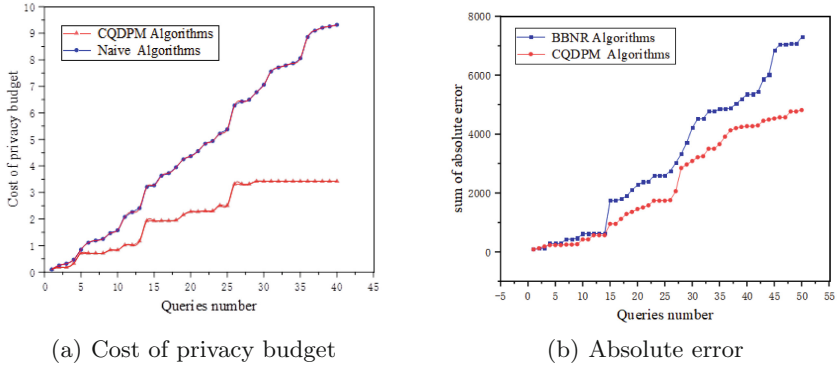 CQDPM Algorithms
Naive Algorithms
Cost of privacy budget
10
9
8
7
6
5
4
3
2
1
0
0 5 10 15 20 25 30 35 40 45
Queries number
(a) Cost of privacy budget
BBNR Algorithms
CQDPM Algorithms
sum of absolute error
8000
6000
4000
2000
0
-5 0 5 10 15 20 25 30 35 40 45 50 55
Queries number
(b) Absolute error